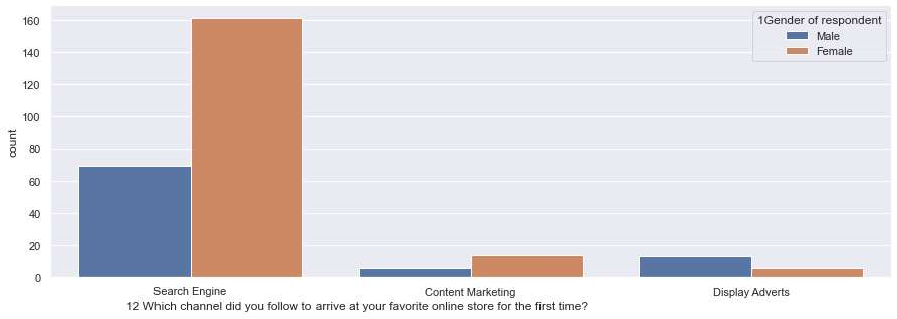 160
140
120
100
80
60
40
20
0
count
1Gender of respondent
Male
Female
Search Engine
Content Marketing
Display Adverts
12 Which channel did you follow to arrive at your favorite online store for the first time?